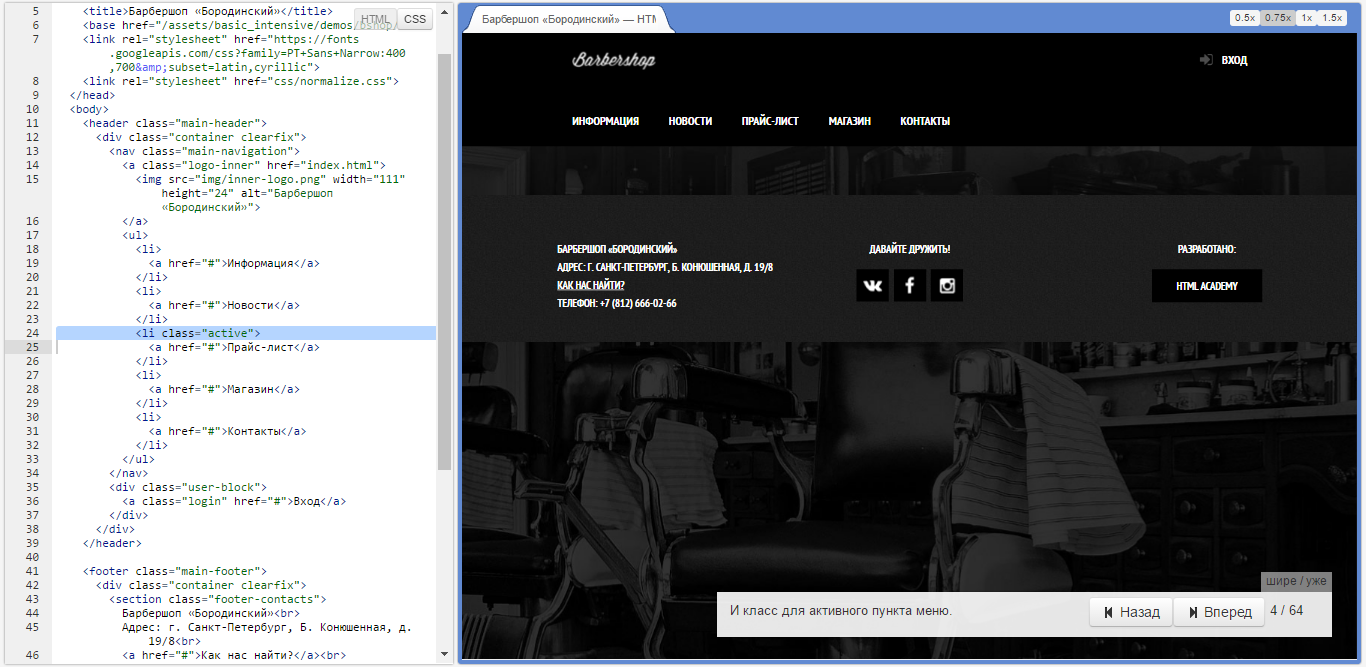 HTML CSS
5 <title>Барбершоп «Бородинский»</title>
6 <base href="/assets/basic_intensive/demos/bshop/
7 <link rel="stylesheet" href="https://fonts
.googleapis.com/css?family=PT+Sans+Narrow:400
,700&amp;subset=latin,cyrillic">
8 <link rel="stylesheet" href="css/normalize.css">
9 </head>
10 <body>
11 <header class="main-header">
12 <div class="container clearfix">
13 <nav class="main-navigation">
14 <a class="logo-inner" href="index.html">
15 <img src="img/inner-logo.png" width="111"
height="24" alt="Барбершоп
«Бородинский»">
16 </a>
17 <ul>
18 <li>
19 <a href="#">Информация</a>
20 </li>
21 <li>
22 <a href="#">Новости</a>
23 </li>
24 <li class="active">
25 <a href="#">Прайс-лист</a>
26 </li>
27 <li>
28 <a href="#">Магазин</a>
29 </li>
30 <li>
31 <a href="#">Контакты</a>
32 </li>
33 </ul>
34 </nav>
35 <div class="user-block">
36 <a class="login" href="#">Вход</a>
37 </div>
38 </div>
39 </header>
40
41 <footer class="main-footer">
42 <div class="container clearfix">
43 <section class="footer-contacts">
44 Барбершоп «Бородинский»<br>
45 Адрес: г. Санкт-Петербург, Б. Конюшенная, д.
19/8<br>
46 <a href="#">Как нас найти?</a><br>
Барбершоп «Бородинский» — HTM
0.5x 0.75x 1x 1.5x
Barbershop
ВХОД
ИНФОРМАЦИЯ НОВОСТИ ПРАЙС-ЛИСТ МАГАЗИН КОНТАКТЫ
БАРБЕРШОП «БОРОДИНСКИЙ»
АДРЕС: Г. САНКТ-ПЕТЕРБУРГ, Б. КОНЮШЕННАЯ, Д. 19/8
КАК НАС НАЙТИ?
ТЕЛЕФОН: +7 (812) 666-02-66
ДАВАЙТЕ ДРУЖИТЬ!
РАЗРАБОТАНО:
HTML ACADEMY
шире / уже
И класс для активного пункта меню.
Назад Вперед 4 / 64